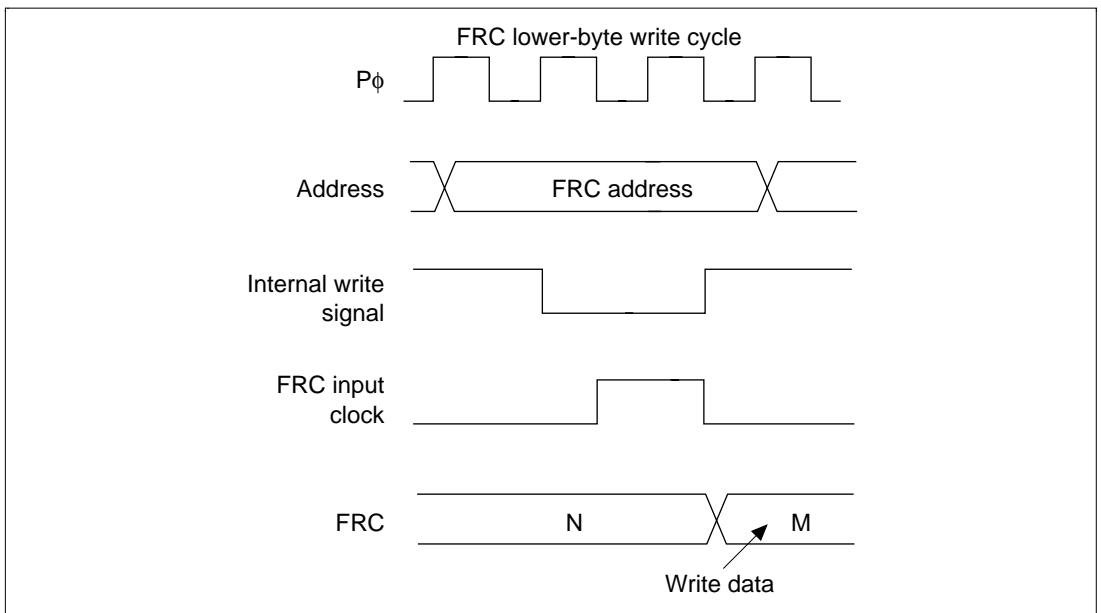 FRC lower-byte write cycle
Pϕ
Address
FRC address
Internal write
signal
FRC input
clock
FRC
N
M
Write data